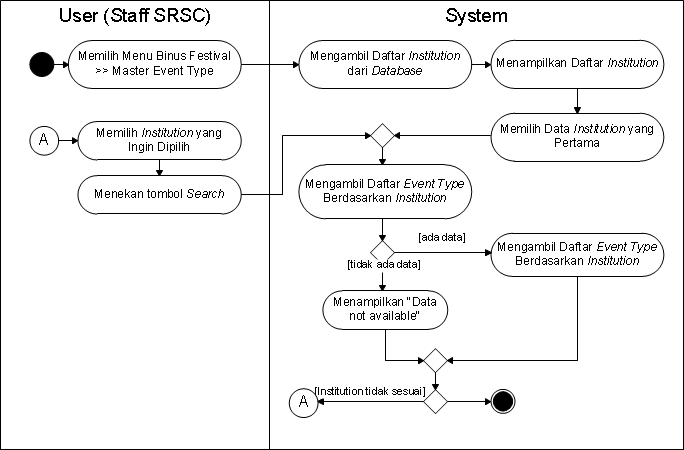 User (Staff SRSC)
System
Memilih Menu Binus Festival
>> Master Event Type
Mengambil Daftar Institution
dari Database
Menampilkan Daftar Institution
A
Memilih Institution yang
Ingin Dipilih
Memilih Data Institution yang
Pertama
Menekan tombol Search
Mengambil Daftar Event Type
Berdasarkan Institution
[ada data]
Mengambil Daftar Event Type
Berdasarkan Institution
[tidak ada data]
Menampilkan "Data
not available"
[Institution tidak sesuai]
A